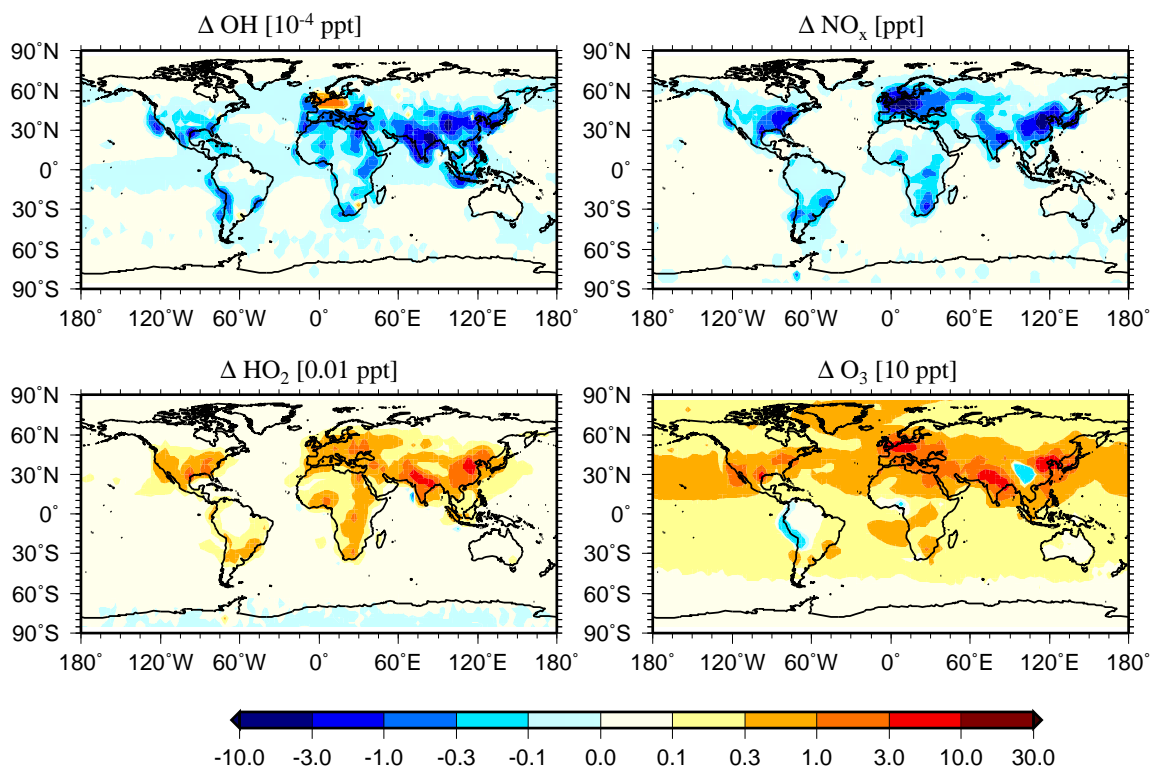 Δ OH [10⁻⁴ ppt]
Δ NOₓ [ppt]
90˚N
60˚N
30˚N
0˚
30˚S
60˚S
90˚S
180˚ 120˚W 60˚W 0˚ 60˚E 120˚E 180˚
90˚N
60˚N
30˚N
0˚
30˚S
60˚S
90˚S
180˚ 120˚W 60˚W 0˚ 60˚E 120˚E 180˚
Δ HO₂ [0.01 ppt]
Δ O₃ [10 ppt]
90˚N
60˚N
30˚N
0˚
30˚S
60˚S
90˚S
180˚ 120˚W 60˚W 0˚ 60˚E 120˚E 180˚
90˚N
60˚N
30˚N
0˚
30˚S
60˚S
90˚S
180˚ 120˚W 60˚W 0˚ 60˚E 120˚E 180˚
-10.0 -3.0 -1.0 -0.3 -0.1 0.0 0.1 0.3 1.0 3.0 10.0 30.0